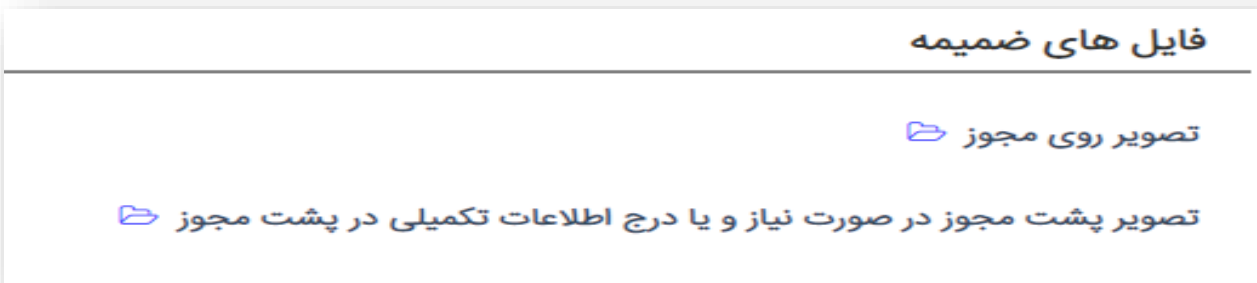 فایل های ضمیمه
تصویر روی مجوز
تصویر پشت مجوز در صورت نیاز و یا درج اطلاعات تکمیلی در پشت مجوز